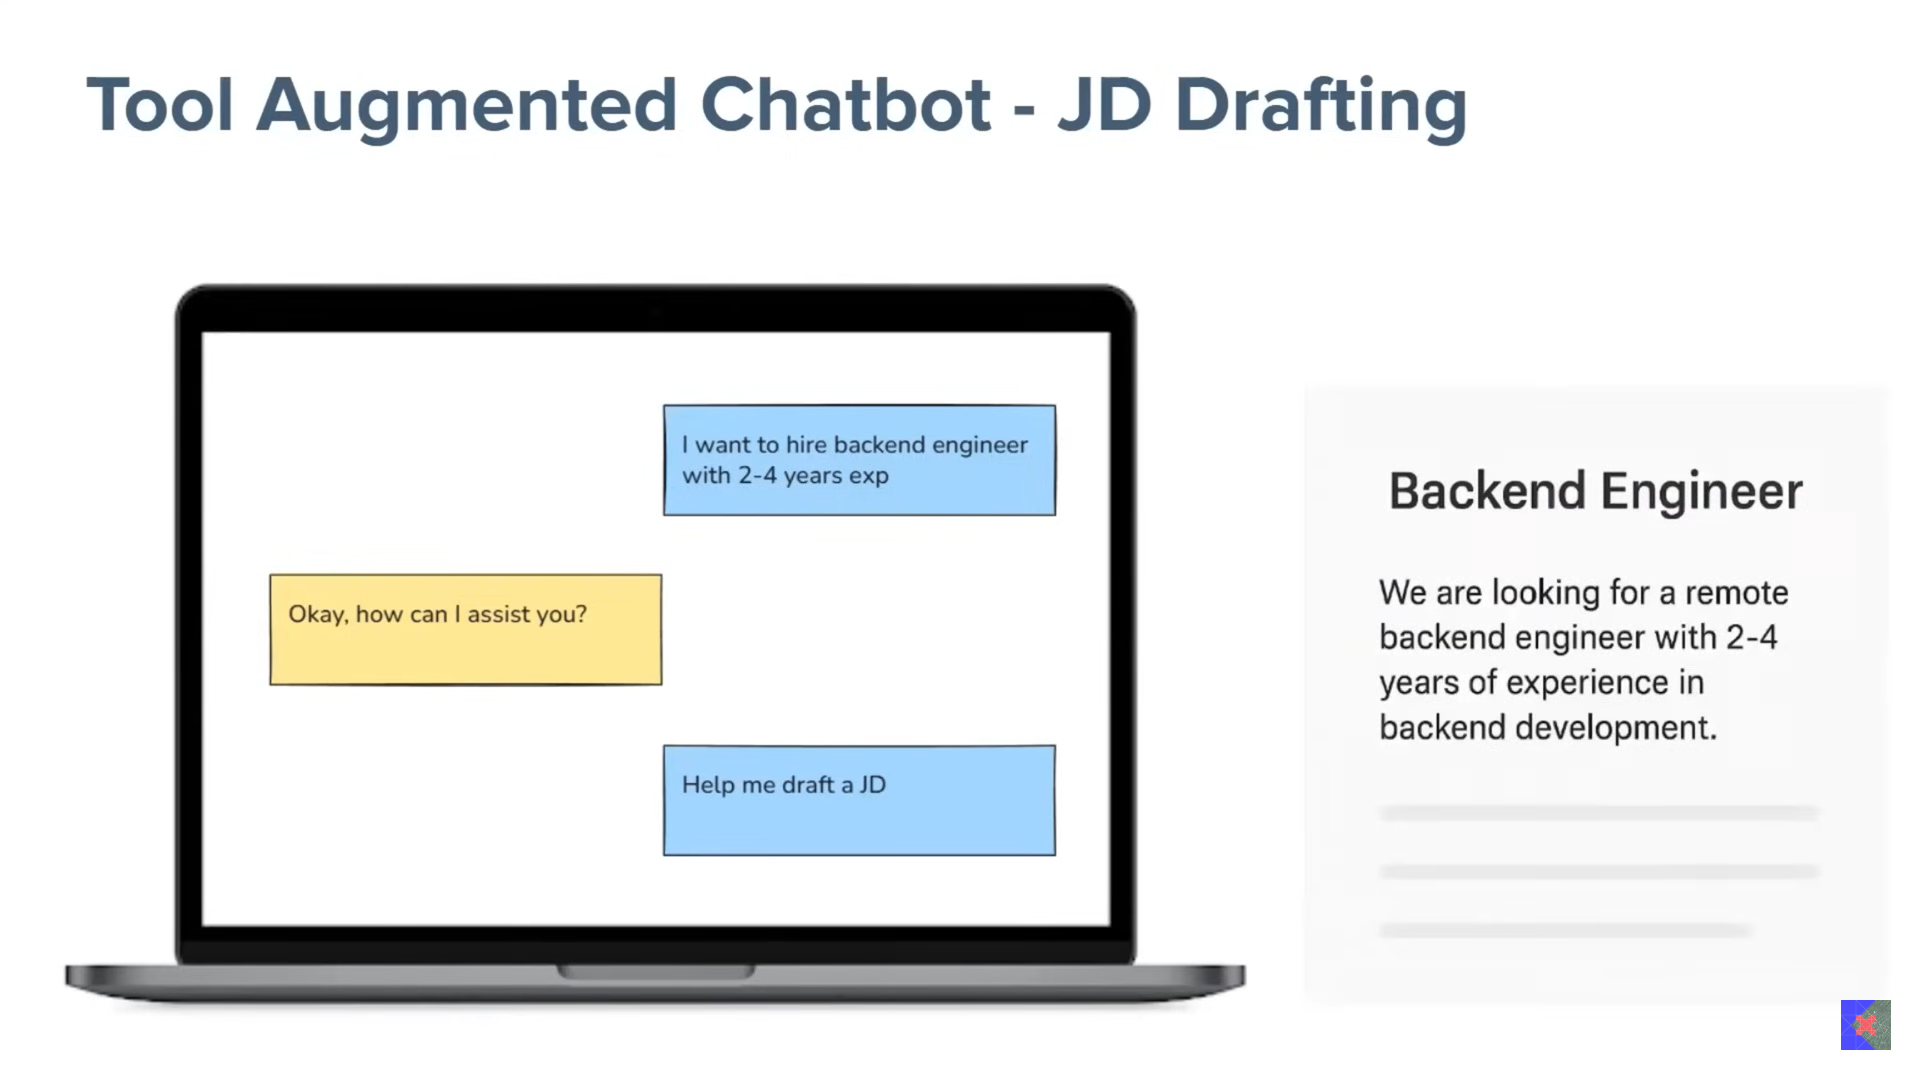 Tool Augmented Chatbot - JD Drafting
I want to hire backend engineer
with 2-4 years exp
Okay, how can I assist you?
Help me draft a JD
Backend Engineer
We are looking for a remote
backend engineer with 2-4
years of experience in
backend development.